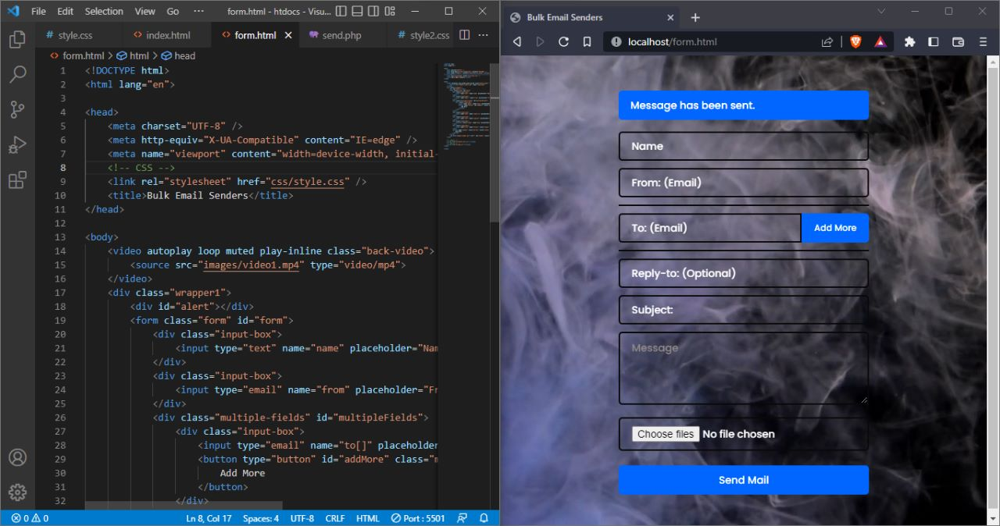 File Edit Selection View Go ··· form.html - htdocs - Visu...
style.css index.html form.html send.php style2.css ···
form.html > html > head
1 <!DOCTYPE html>
2 <html lang="en">
3
4 <head>
5 <meta charset="UTF-8" />
6 <meta http-equiv="X-UA-Compatible" content="IE=edge" />
7 <meta name="viewport" content="width=device-width, initial-
8 <!-- CSS -->
9 <link rel="stylesheet" href="css/style.css" />
10 <title>Bulk Email Senders</title>
11 </head>
12
13 <body>
14 <video autoplay loop muted play-inline class="back-video">
15 <source src="images/video1.mp4" type="video/mp4">
16 </video>
17 <div class="wrapper1">
18 <div id="alert"></div>
19 <form class="form" id="form">
20 <div class="input-box">
21 <input type="text" name="name" placeholder="Nam
22 </div>
23 <div class="input-box">
24 <input type="email" name="from" placeholder="Fr
25 </div>
26 <div class="multiple-fields" id="multipleFields">
27 <div class="input-box">
28 <input type="email" name="to[]" placeholder
29 <button type="button" id="addMore" class="m
30 Add More
31 </button>
32 </div>
0 0 Ln 8, Col 17 Spaces: 4 UTF-8 CRLF HTML Port : 5501
Bulk Email Senders
localhost/form.html
Message has been sent.
Name
From: (Email)
To: (Email) Add More
Reply-to: (Optional)
Subject:
Message
Choose files No file chosen
Send Mail